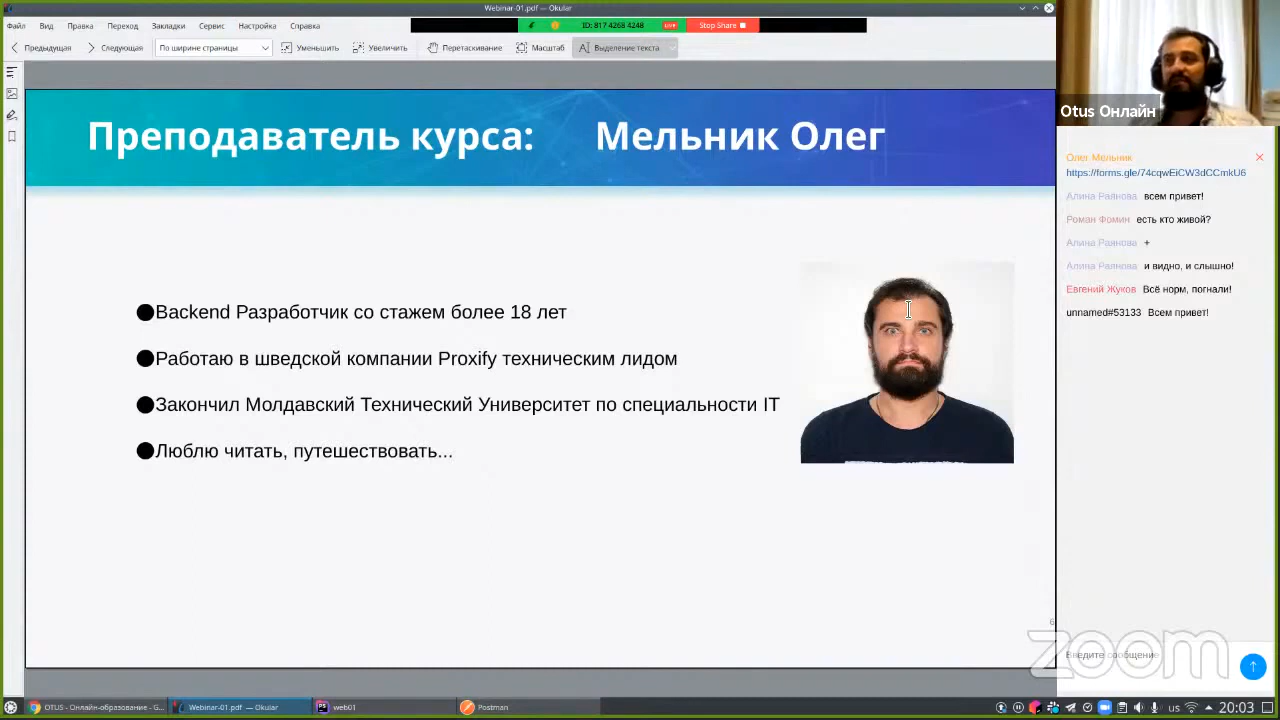 Webinar-01.pdf — Okular
Файл Вид Правка Переход Закладки Сервис Настройка Справка
ID: 817 4268 4248 LIVE Stop Share
Предыдущая Следующая По ширине страницы Уменьшить Увеличить Перетаскивание Масштаб Выделение текста
Преподаватель курса: Мельник Олег
●Backend Разработчик со стажем более 18 лет
●Работаю в шведской компании Proxify техническим лидом
●Закончил Молдавский Технический Университет по специальности IT
●Люблю читать, путешествовать...
6
Otus Онлайн
Олег Мельник
https://forms.gle/74cqwEiCW3dCCmkU6
Алина Раянова всем привет!
Роман Фомин есть кто живой?
Алина Раянова +
Алина Раянова и видно, и слышно!
Евгений Жуков Всё норм, погнали!
unnamed#53133 Всем привет!
zoom
Введите сообщение
OTUS - Онлайн-образование - G... Webinar-01.pdf — Okular PS web01 Postman
us 20:03